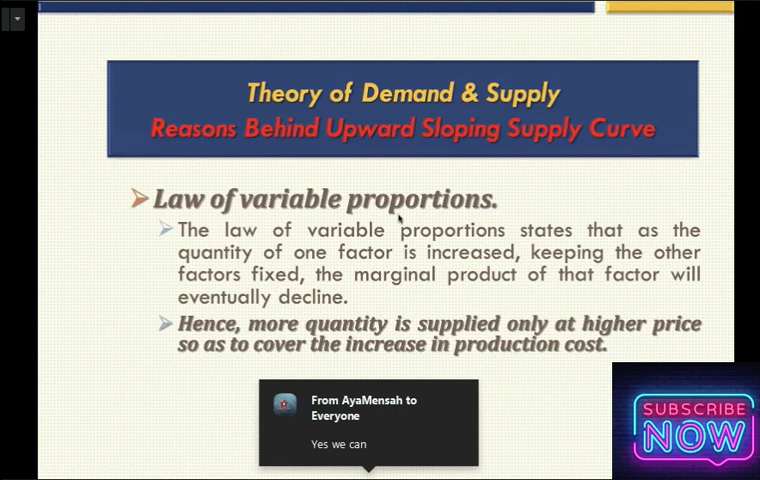 Theory of Demand & Supply
Reasons Behind Upward Sloping Supply Curve
Law of variable proportions.
The law of variable proportions states that as the
quantity of one factor is increased, keeping the other
factors fixed, the marginal product of that factor will
eventually decline.
Hence, more quantity is supplied only at higher price
so as to cover the increase in production cost.
From AyaMensah to
Everyone
Yes we can
SUBSCRIBE
NOW